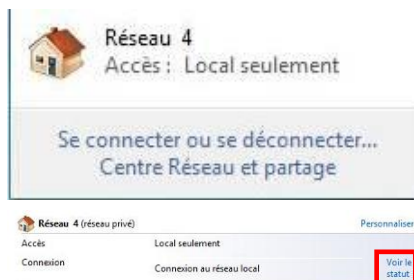 Réseau 4
Accès : Local seulement
Se connecter ou se déconnecter...
Centre Réseau et partage
Réseau 4 (réseau privé)
Personnaliser
Accès
Local seulement
Connexion
Connexion au réseau local
Voir le
statut